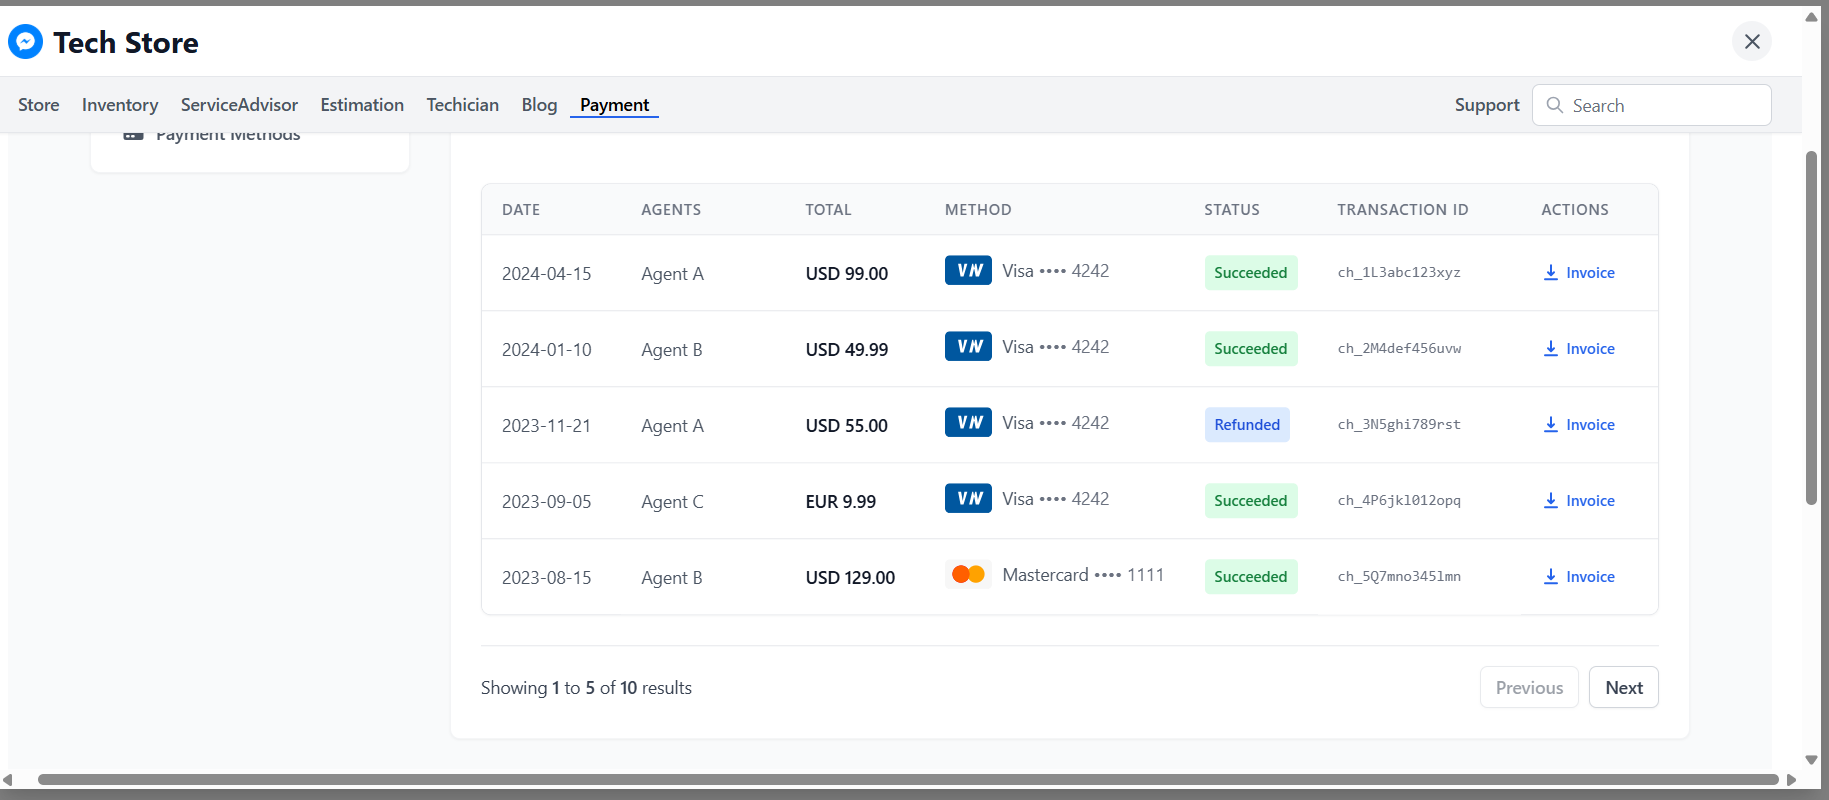 Tech Store
Store Inventory ServiceAdvisor Estimation Techician Blog Payment Support Search
Payment Methods
DATE AGENTS TOTAL METHOD STATUS TRANSACTION ID ACTIONS
2024-04-15 Agent A USD 99.00 VISA Visa •••• 4242 Succeeded ch_1L3abc123xyz Invoice
2024-01-10 Agent B USD 49.99 Visa •••• 4242 Succeeded ch_2M4def456uvw Invoice
2023-11-21 Agent A USD 55.00 Visa •••• 4242 Refunded ch_3N5ghi789rst Invoice
2023-09-05 Agent C EUR 9.99 Visa •••• 4242 Succeeded ch_4P6jkl012opq Invoice
2023-08-15 Agent B USD 129.00 Mastercard •••• 1111 Succeeded ch_5Q7mno345lmn Invoice
Showing 1 to 5 of 10 results Previous Next